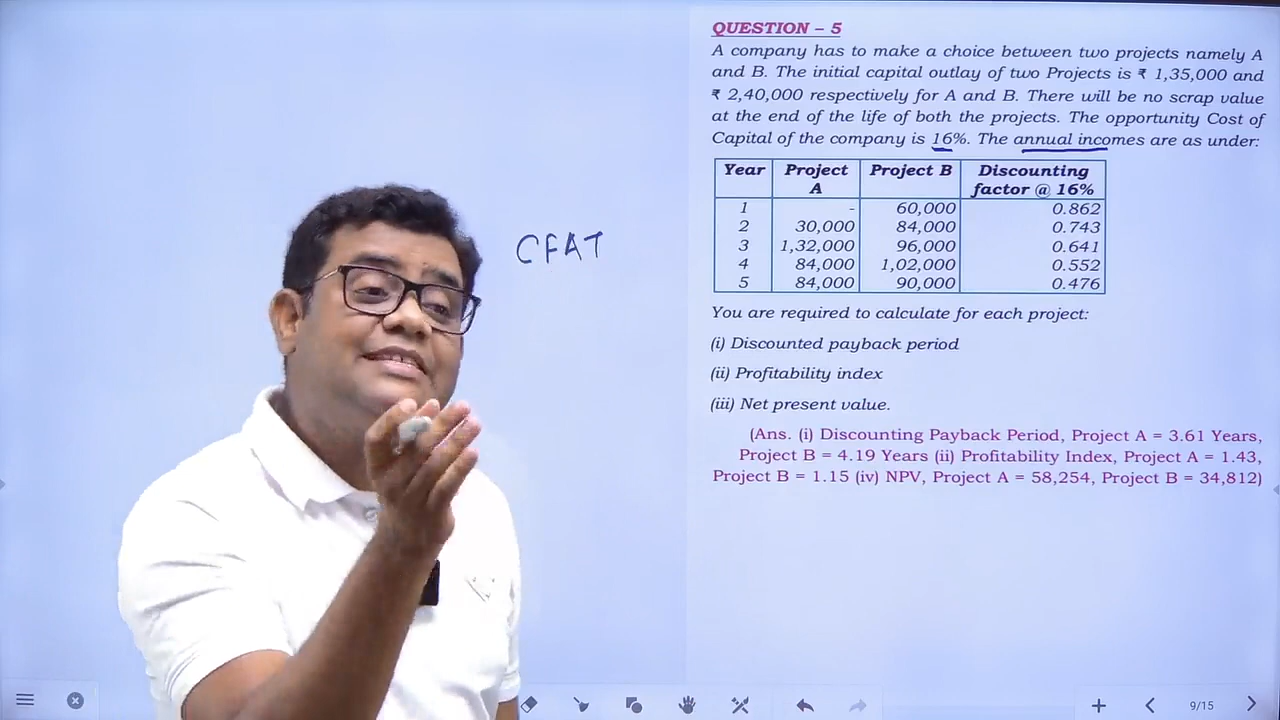 QUESTION – 5
A company has to make a choice between two projects namely A
and B. The initial capital outlay of two Projects is ₹ 1,35,000 and
₹ 2,40,000 respectively for A and B. There will be no scrap value
at the end of the life of both the projects. The opportunity Cost of
Capital of the company is 16%. The annual incomes are as under:
CFAT
Year Project A Project B Discounting factor @ 16%
1 - 60,000 0.862
2 30,000 84,000 0.743
3 1,32,000 96,000 0.641
4 84,000 1,02,000 0.552
5 84,000 90,000 0.476
You are required to calculate for each project:
(i) Discounted payback period
(ii) Profitability index
(iii) Net present value.
(Ans. (i) Discounting Payback Period, Project A = 3.61 Years,
Project B = 4.19 Years (ii) Profitability Index, Project A = 1.43,
Project B = 1.15 (iv) NPV, Project A = 58,254, Project B = 34,812)
9/15